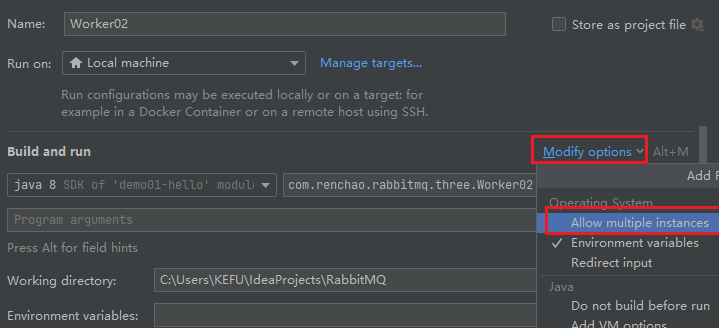 Name: Worker02 Store as project file
Run on: Local machine Manage targets...
Run configurations may be executed locally or on a target: for
example in a Docker Container or on a remote host using SSH.
Build and run Modify options Alt+M
Add
java 8 SDK of 'demo01-hello' modul com.renchao.rabbitmq.three.Worker02
Operating System
Program arguments Allow multiple instances
Press Alt for field hints Environment variables
Redirect input
Working directory: C:\Users\KEFU\IdeaProjects\RabbitMQ Java
Do not build before run
Environment variables: Add VM options